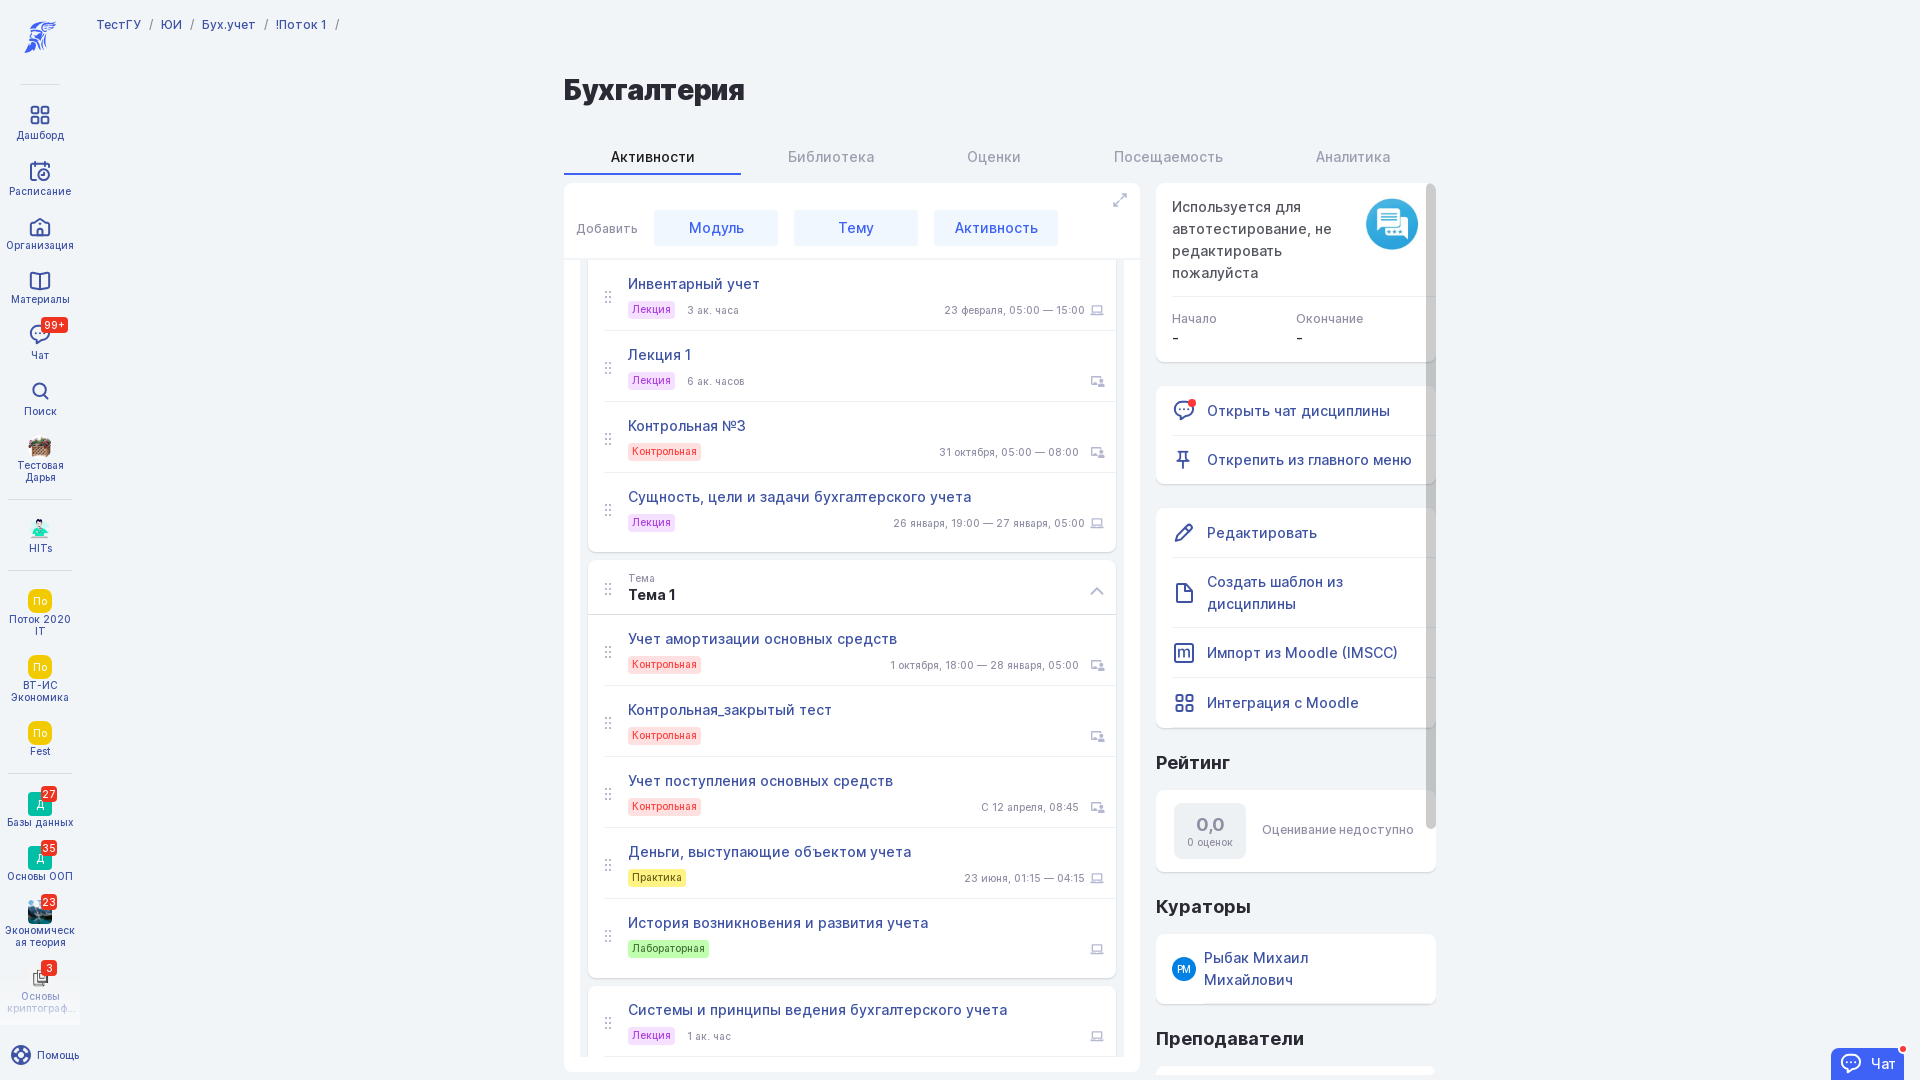 ТестГУ / ЮИ / Бух.учет / !Поток 1 /
Дашборд
Расписание
Организация
Материалы
99+
Чат
Поиск
Тестовая
Дарья
HITs
По
Поток 2020
IT
По
ВТ-ИС
Экономика
По
Fest
27
Д
Базы данных
35
Д
Основы ООП
23
Экономическ
ая теория
3
Основы
криптограф...
Помощь
Бухгалтерия
Активности
Библиотека
Оценки
Посещаемость
Аналитика
Добавить
Модуль
Тему
Активность
Инвентарный учет
Лекция 3 ак. часа 23 февраля, 05:00 — 15:00
Лекция 1
Лекция 6 ак. часов
Контрольная №3
Контрольная 31 октября, 05:00 — 08:00
Сущность, цели и задачи бухгалтерского учета
Лекция 26 января, 19:00 — 27 января, 05:00
Тема
Тема 1
Учет амортизации основных средств
Контрольная 1 октября, 18:00 — 28 января, 05:00
Контрольная_закрытый тест
Контрольная
Учет поступления основных средств
Контрольная С 12 апреля, 08:45
Деньги, выступающие объектом учета
Практика 23 июня, 01:15 — 04:15
История возникновения и развития учета
Лабораторная
Системы и принципы ведения бухгалтерского учета
Лекция 1 ак. час
Используется для
автотестирование, не
редактировать
пожалуйста
Начало Окончание
- -
Открыть чат дисциплины
Открепить из главного меню
Редактировать
Создать шаблон из
дисциплины
m Импорт из Moodle (IMSCC)
Интеграция с Moodle
Рейтинг
0,0
0 оценок
Оценивание недоступно
Кураторы
РМ
Рыбак Михаил
Михайлович
Преподаватели
Чат